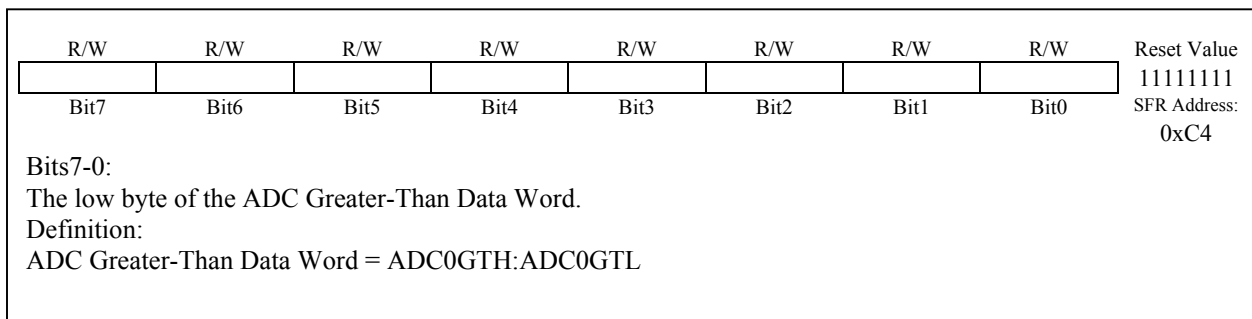 R/W R/W R/W R/W R/W R/W R/W R/W Reset Value
11111111
Bit7 Bit6 Bit5 Bit4 Bit3 Bit2 Bit1 Bit0 SFR Address:
0xC4
Bits7-0:
The low byte of the ADC Greater-Than Data Word.
Definition:
ADC Greater-Than Data Word = ADC0GTH:ADC0GTL